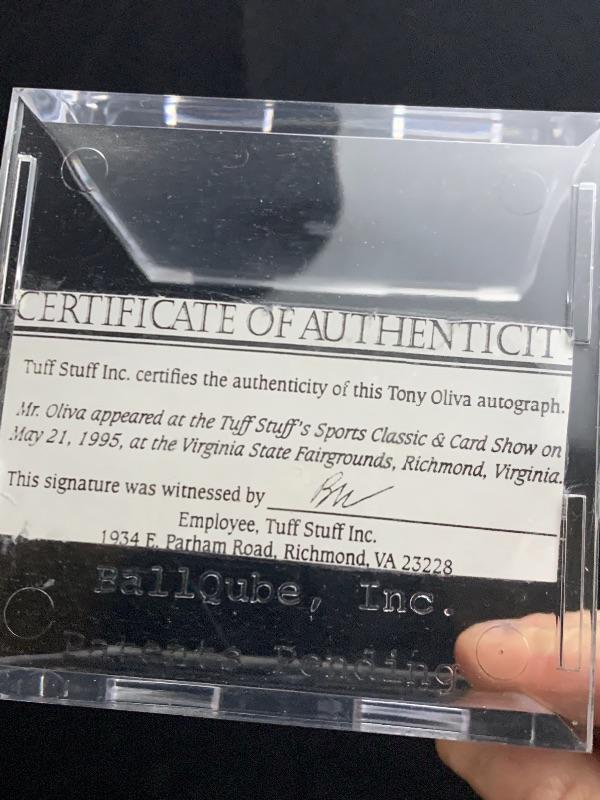 CERTIFICATE OF AUTHENTICIT
Tuff Stuff Inc. certifies the authenticity of this Tony Oliva autograph.
Mr. Oliva appeared at the Tuff Stuff's Sports Classic & Card Show on
May 21, 1995, at the Virginia State Fairgrounds, Richmond, Virginia.
This signature was witnessed by
Employee, Tuff Stuff Inc.
1934 E. Parham Road, Richmond, VA 23228
BallQube, Inc.
Patents Pending